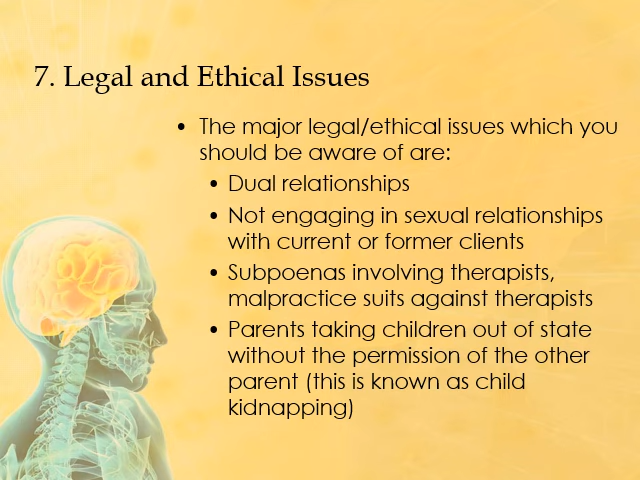 7. Legal and Ethical Issues
• The major legal/ethical issues which you
should be aware of are:
• Dual relationships
• Not engaging in sexual relationships
with current or former clients
• Subpoenas involving therapists,
malpractice suits against therapists
• Parents taking children out of state
without the permission of the other
parent (this is known as child
kidnapping)